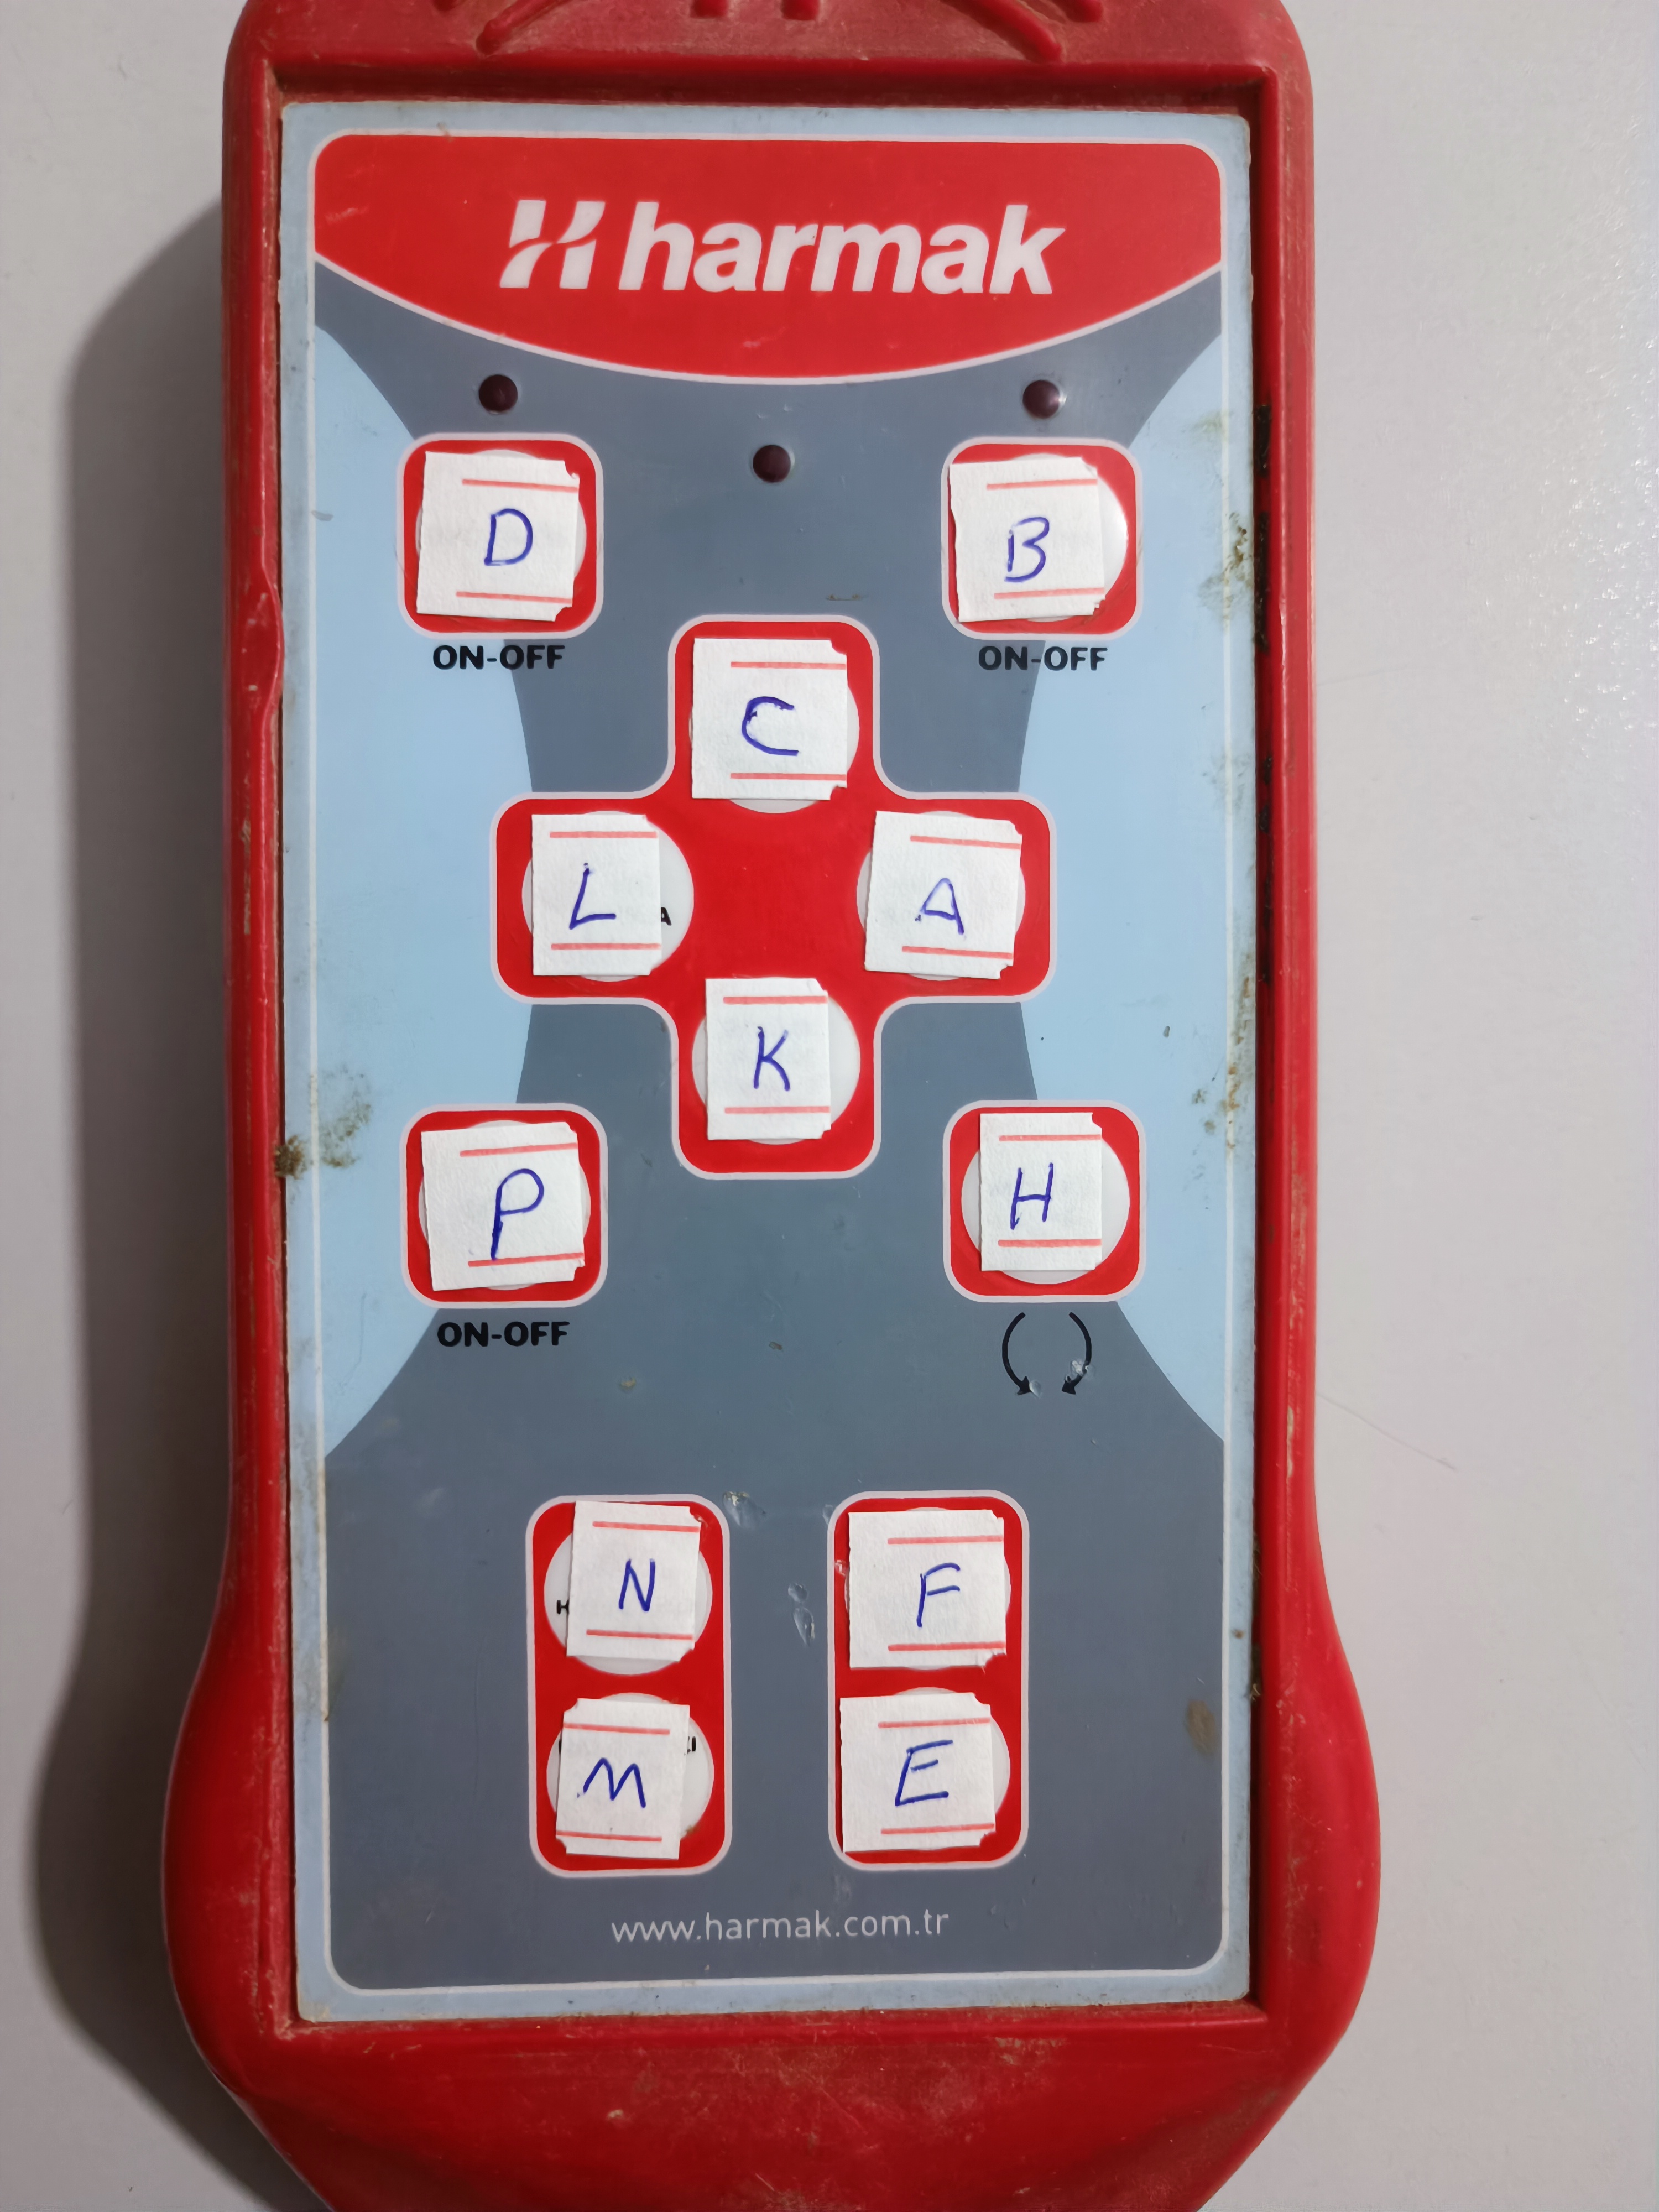 harmak
D B
ON-OFF ON-OFF
C
L A
K
P H
ON-OFF
N F
M E
www.harmak.com.tr